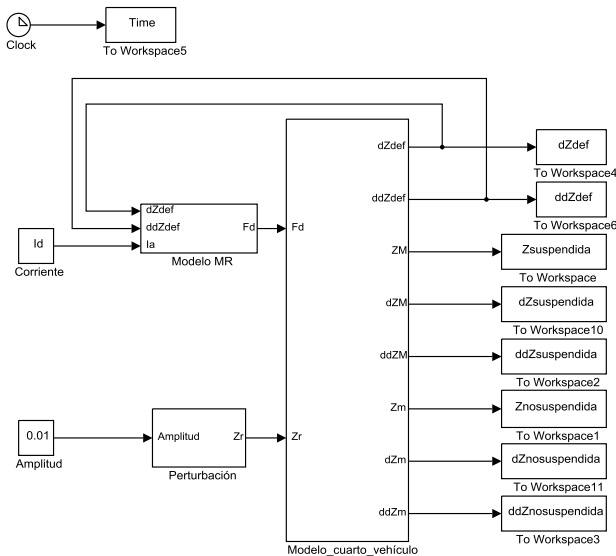 Time
Clock
To Workspace5
dZdef
dZdef
To Workspace4
ddZdef
ddZdef
To Workspace6
dZdef
ddZdef
Ia
Fd
Modelo MR
Id
Corriente
Fd
ZM
Zsuspendida
To Workspace
dZM
dZsuspendida
To Workspace10
ddZM
ddZsuspendida
To Workspace2
Zm
Znosuspendida
To Workspace1
0.01
Amplitud
Amplitud
Zr
Perturbación
Zr
dZm
dZnosuspendida
To Workspace11
ddZm
ddZnosuspendida
To Workspace3
Modelo_cuarto_vehículo